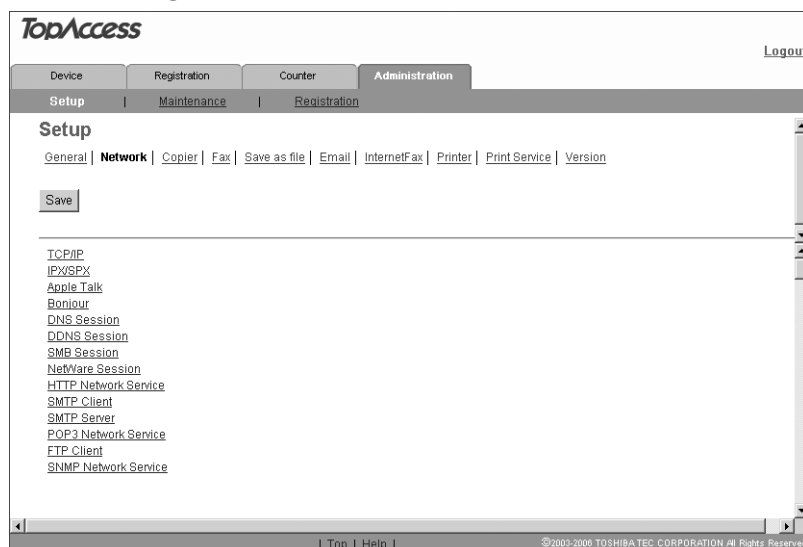 TopAccess
Logout
Device Registration Counter Administration
Setup | Maintenance | Registration
Setup
General | Network | Copier | Fax | Save as file | Email | InternetFax | Printer | Print Service | Version
Save
TCP/IP
IPX/SPX
Apple Talk
Bonjour
DNS Session
DDNS Session
SMB Session
NetWare Session
HTTP Network Service
SMTP Client
SMTP Server
POP3 Network Service
FTP Client
SNMP Network Service
| Top | Help |
©2003-2006 TOSHIBA TEC CORPORATION All Rights Reserved